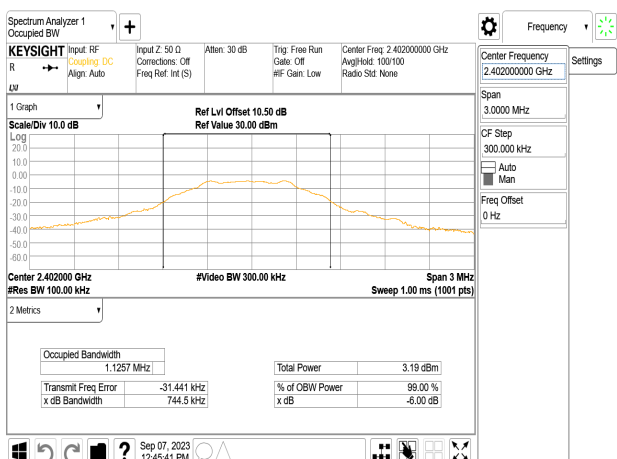 Spectrum Analyzer 1
Occupied BW
Frequency
KEYSIGHT
R
Input: RF
Coupling: DC
Align: Auto
Input Z: 50 Ω
Corrections: Off
Freq Ref: Int (S)
Atten: 30 dB
Trig: Free Run
Gate: Off
#IF Gain: Low
Center Freq: 2.402000000 GHz
Avg|Hold: 100/100
Radio Std: None
Center Frequency
2.402000000 GHz
Settings
Span
3.0000 MHz
CF Step
300.000 kHz
Auto
Man
Freq Offset
0 Hz
1 Graph
Ref Lvl Offset 10.50 dB
Scale/Div 10.0 dB
Ref Value 30.00 dBm
Log
20.0
10.0
0.00
-10.0
-20.0
-30.0
-40.0
-50.0
-60.0
Center 2.402000 GHz
#Video BW 300.00 kHz
Span 3 MHz
#Res BW 100.00 kHz
Sweep 1.00 ms (1001 pts)
2 Metrics
Occupied Bandwidth
1.1257 MHz
Total Power 3.19 dBm
Transmit Freq Error -31.441 kHz
% of OBW Power 99.00 %
x dB Bandwidth 744.5 kHz
x dB -6.00 dB
?
Sep 07, 2023
12:45:41 PM